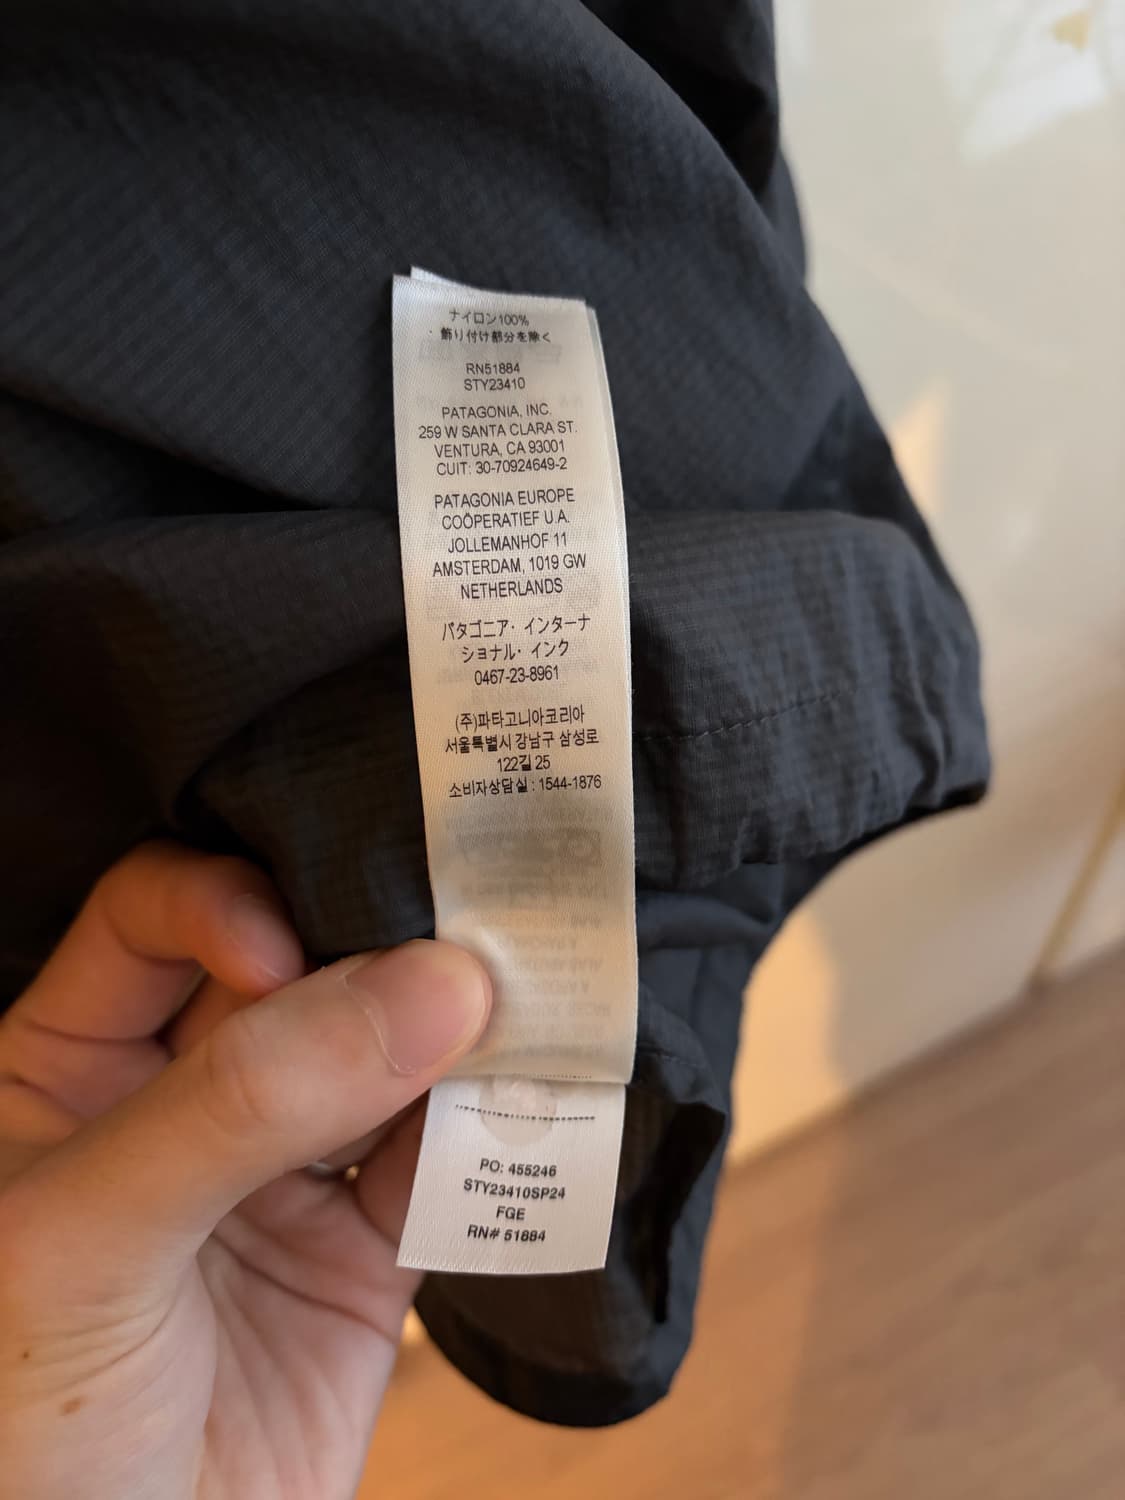 ナイロン100%
・飾り付け部分を除く
RN51884
STY23410
PATAGONIA, INC.
259 W SANTA CLARA ST.
VENTURA, CA 93001
CUIT: 30-70924649-2
PATAGONIA EUROPE
COÖPERATIEF U.A.
JOLLEMANHOF 11
AMSTERDAM, 1019 GW
NETHERLANDS
パタゴニア・インターナ
ショナル・インク
0467-23-8961
(주)파타고니아코리아
서울특별시 강남구 삼성로
122길 25
소비자상담실 : 1544-1876
PO: 455246
STY23410SP24
FGE
RN# 51884